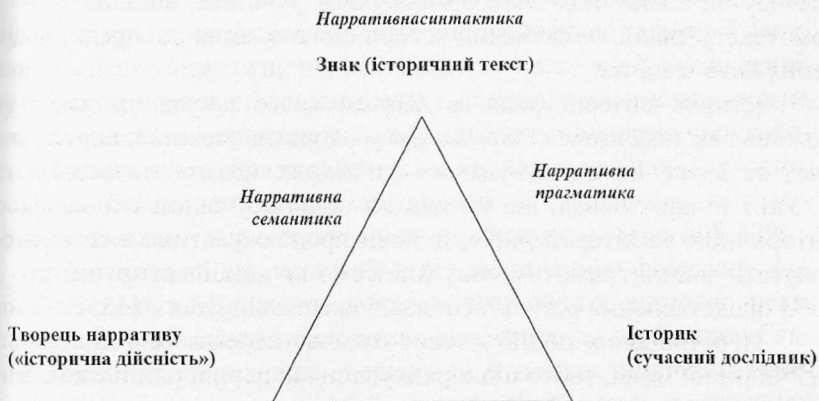 Нарративнасинтактика
Знак (історичний текст)
Нарративна
семантика
Нарративна
прагматика
Творець нарративу
(«історична дійсність»)
Історик
(сучасний дослідник)